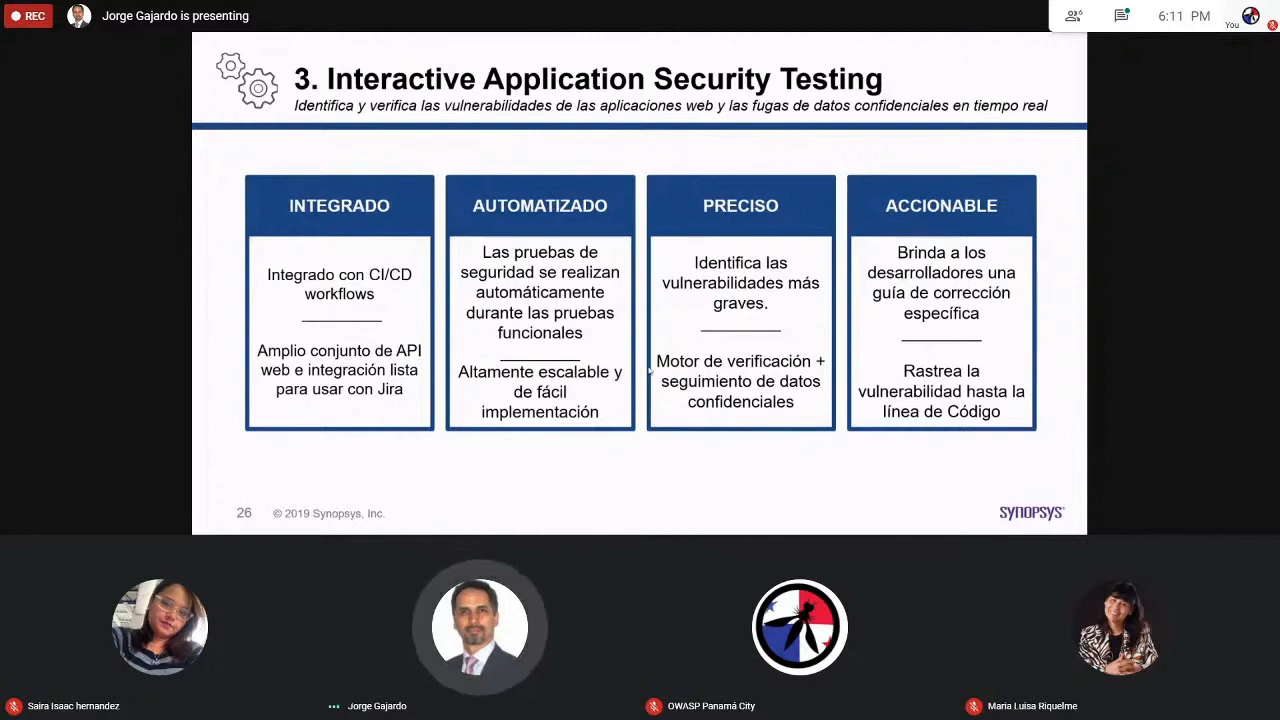 REC
Jorge Gajardo is presenting
6
6:11 PM
You
3. Interactive Application Security Testing
Identifica y verifica las vulnerabilidades de las aplicaciones web y las fugas de datos confidenciales en tiempo real
INTEGRADO
Integrado con CI/CD
workflows
Amplio conjunto de API
web e integración lista
para usar con Jira
AUTOMATIZADO
Las pruebas de
seguridad se realizan
automáticamente
durante las pruebas
funcionales
Altamente escalable y
de fácil
implementación
PRECISO
Identifica las
vulnerabilidades más
graves.
Motor de verificación +
seguimiento de datos
confidenciales
ACCIONABLE
Brinda a los
desarrolladores una
guía de corrección
específica
Rastrea la
vulnerabilidad hasta la
línea de Código
26
© 2019 Synopsys, Inc.
SYNOPSYS
Saira Isaac hernandez
Jorge Gajardo
OWASP Panamá City
Maria Luisa Riquelme